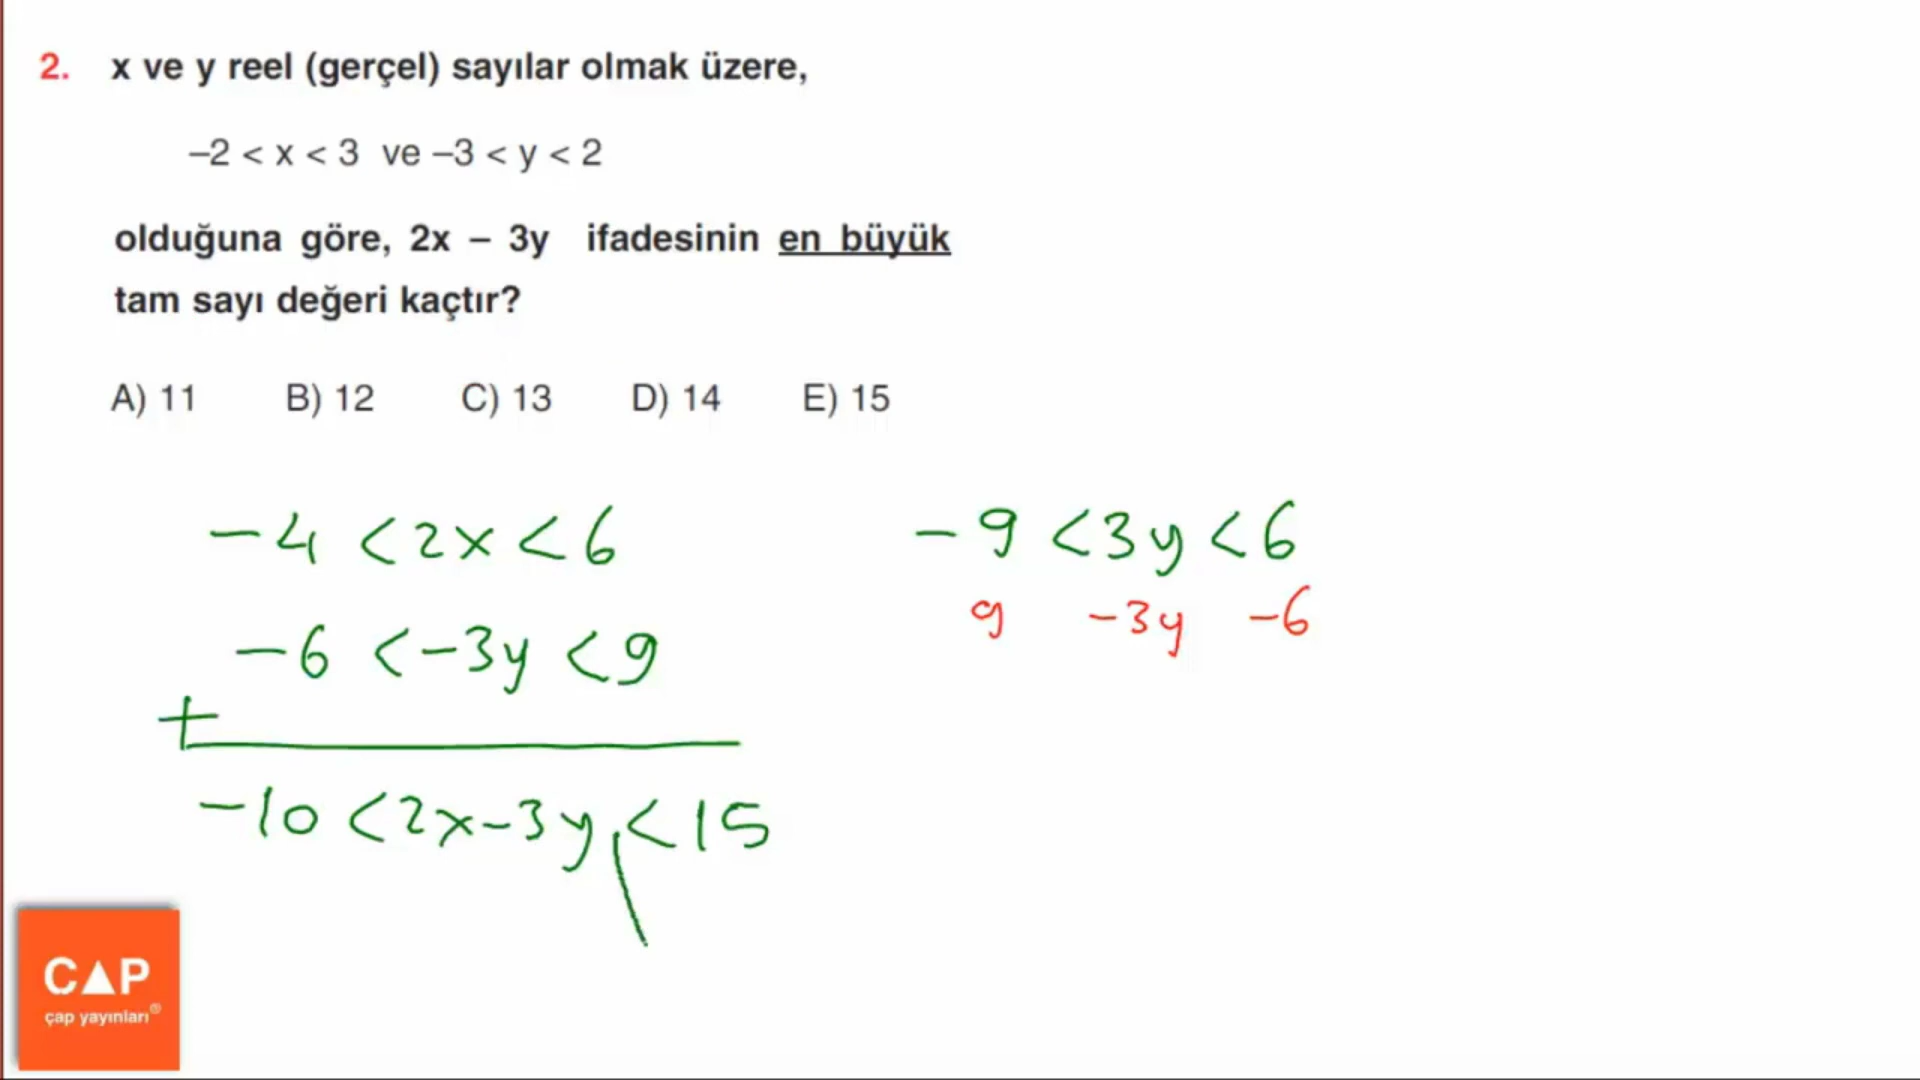 2. x ve y reel (gerçel) sayılar olmak üzere,
–2 < x < 3 ve –3 < y < 2
olduğuna göre, 2x – 3y ifadesinin en büyük
tam sayı değeri kaçtır?
A) 11 B) 12 C) 13 D) 14 E) 15
-4 < 2x < 6
-9 < 3y < 6
9 -3y -6
-6 < -3y < 9
+
-10 < 2x-3y < 15
CAP
çap yayınları®